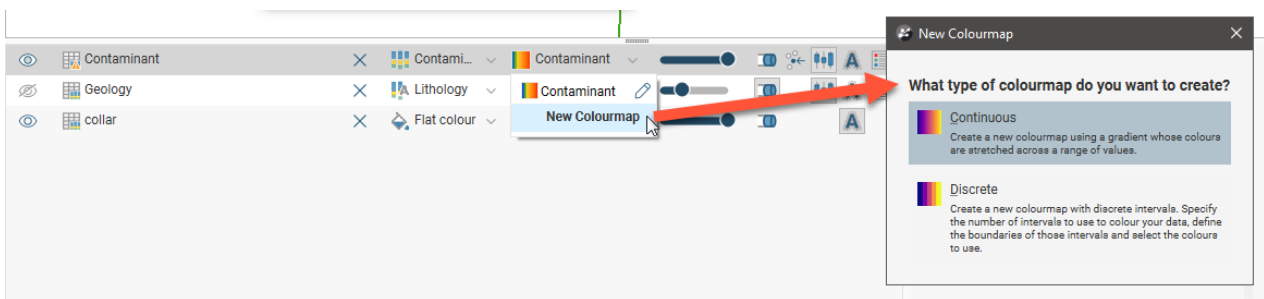 New Colourmap
Contaminant
Contami...
Contaminant
A
What type of colourmap do you want to create?
Geology
A Lithology
Contaminant
Continuous
Create a new colourmap using a gradient whose colours
are stretched across a range of values.
collar
Flat colour
New Colourmap
A
Discrete
Create a new colourmap with discrete intervals. Specify
the number of intervals to use to colour your data, define
the boundaries of those intervals and select the colours
to use.